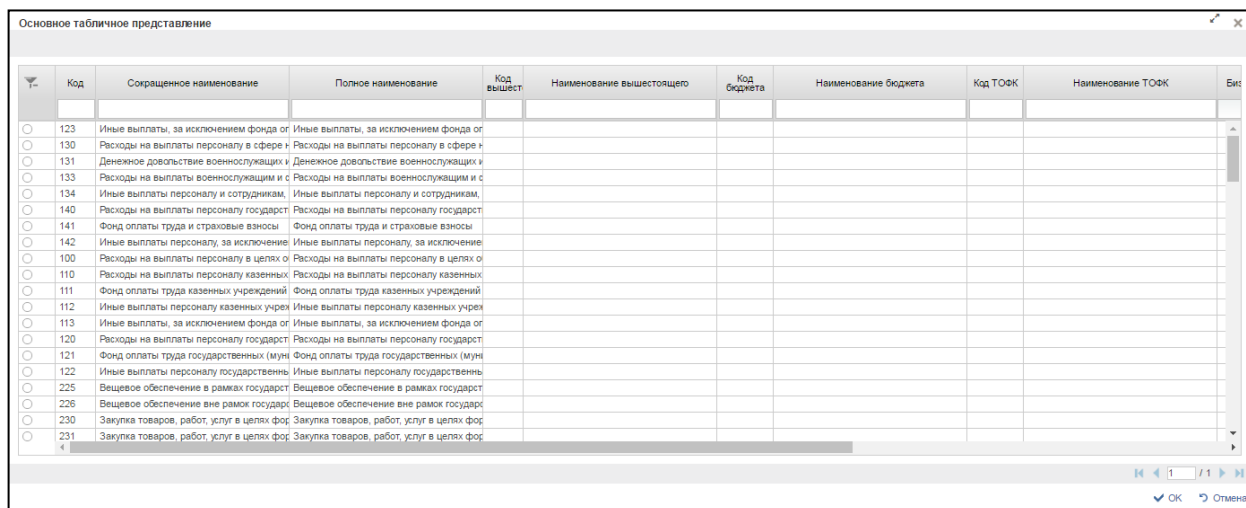 Основное табличное представление
Код Сокращенное наименование Полное наименование Код вышест Наименование вышестоящего Код бюджета Наименование бюджета Код ТОФК Наименование ТОФК Биз
123 Иные выплаты, за исключением фонда оп Иные выплаты, за исключением фонда оп
130 Расходы на выплаты персоналу в сфере н Расходы на выплаты персоналу в сфере н
131 Денежное довольствие военнослужащих и Денежное довольствие военнослужащих и
133 Расходы на выплаты военнослужащим и с Расходы на выплаты военнослужащим и с
134 Иные выплаты персоналу и сотрудникам, Иные выплаты персоналу и сотрудникам,
140 Расходы на выплаты персоналу государст Расходы на выплаты персоналу государст
141 Фонд оплаты труда и страховые взносы Фонд оплаты труда и страховые взносы
142 Иные выплаты персоналу, за исключение Иные выплаты персоналу, за исключение
100 Расходы на выплаты персоналу в целях о Расходы на выплаты персоналу в целях о
110 Расходы на выплаты персоналу казенных Расходы на выплаты персоналу казенных
111 Фонд оплаты труда казенных учреждений Фонд оплаты труда казенных учреждений
112 Иные выплаты персоналу казенных учреж Иные выплаты персоналу казенных учреж
113 Иные выплаты, за исключением фонда оп Иные выплаты, за исключением фонда оп
120 Расходы на выплаты персоналу государст Расходы на выплаты персоналу государст
121 Фонд оплаты труда государственных (муни Фонд оплаты труда государственных (муни
122 Иные выплаты персоналу государственнь Иные выплаты персоналу государственнь
225 Вещевое обеспечение в рамках государст Вещевое обеспечение в рамках государст
226 Вещевое обеспечение вне рамок государс Вещевое обеспечение вне рамок государс
230 Закупка товаров, работ, услуг в целях фор Закупка товаров, работ, услуг в целях фор
231 Закупка товаров, работ, услуг в целях фор Закупка товаров, работ, услуг в целях фор
1 / 1
ОК Отмена